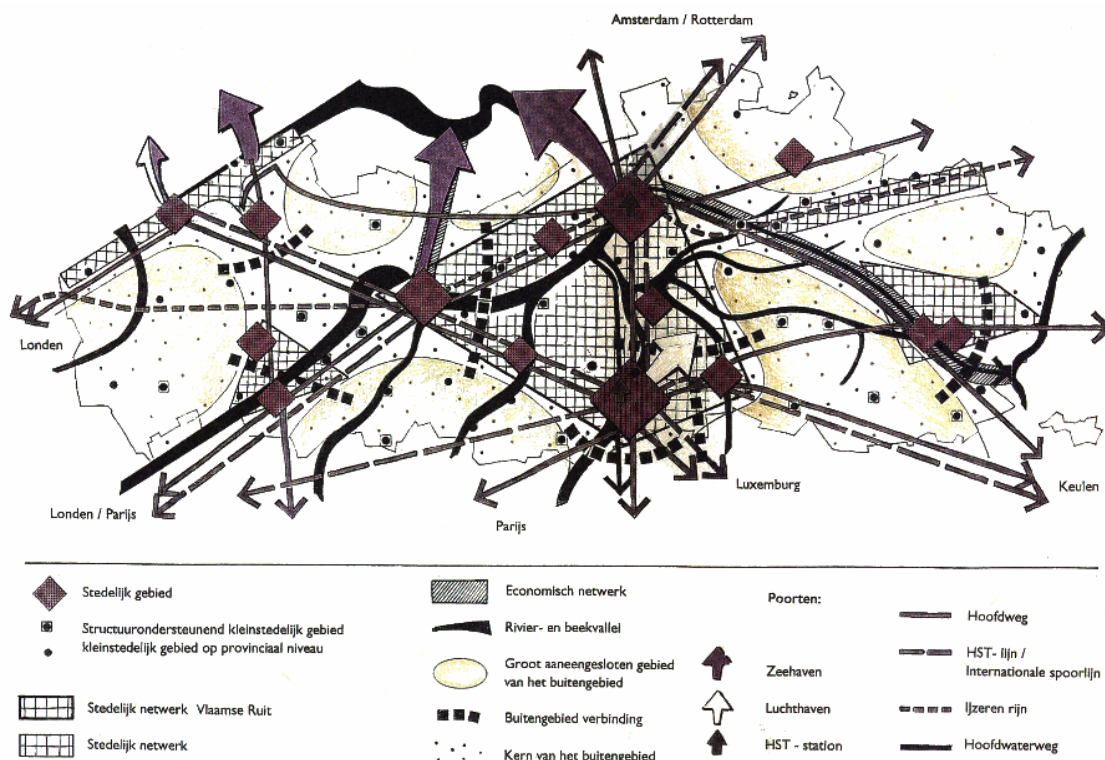 Amsterdam / Rotterdam
Londen
Luxemburg
Keulen
Londen / Parijs
Parijs
Stedelijk gebied
Structuurondersteunend kleinstedelijk gebied
kleinstedelijk gebied op provinciaal niveau
Stedelijk netwerk Vlaamse Ruit
Stedelijk netwerk
Economisch netwerk
Rivier- en beekvallei
Groot aaneengesloten gebied
van het buitengebied
Buitengebied verbinding
Kern van het buitengebied
Poorten:
Zeehaven
Luchthaven
HST - station
Hoofdweg
HST- lijn /
Internationale spoorlijn
IJzeren rijn
Hoofdwaterweg